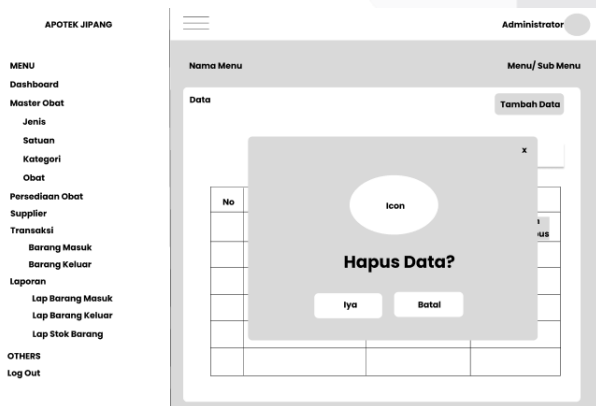 APOTEK JIPANG
Administrator
MENU
Dashboard
Master Obat
Jenis
Satuan
Kategori
Obat
Persediaan Obat
Supplier
Transaksi
Barang Masuk
Barang Keluar
Laporan
Lap Barang Masuk
Lap Barang Keluar
Lap Stok Barang
OTHERS
Log Out
Nama Menu
Menu/ Sub Menu
Data
Tambah Data
No
x
Icon
Hapus Data?
Iya
Batal